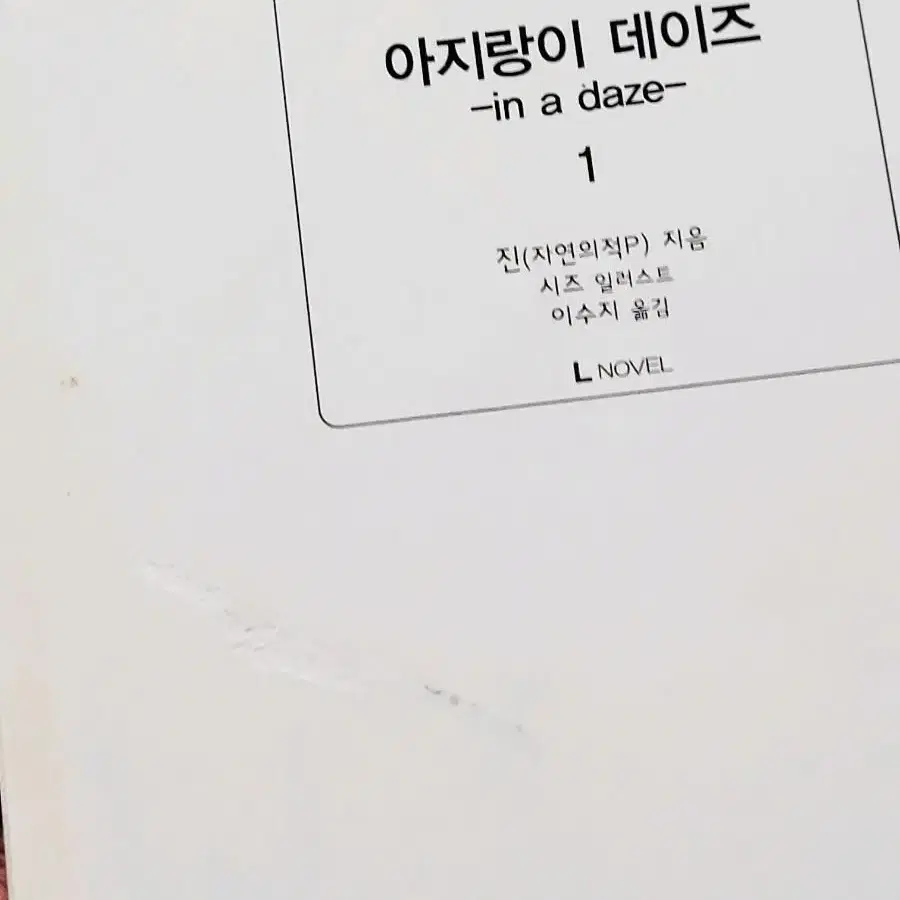 아지랑이 데이즈
-in a daze-
1
진(자연의적P) 지음
시즈 일러스트
이수지 옮김
L NOVEL